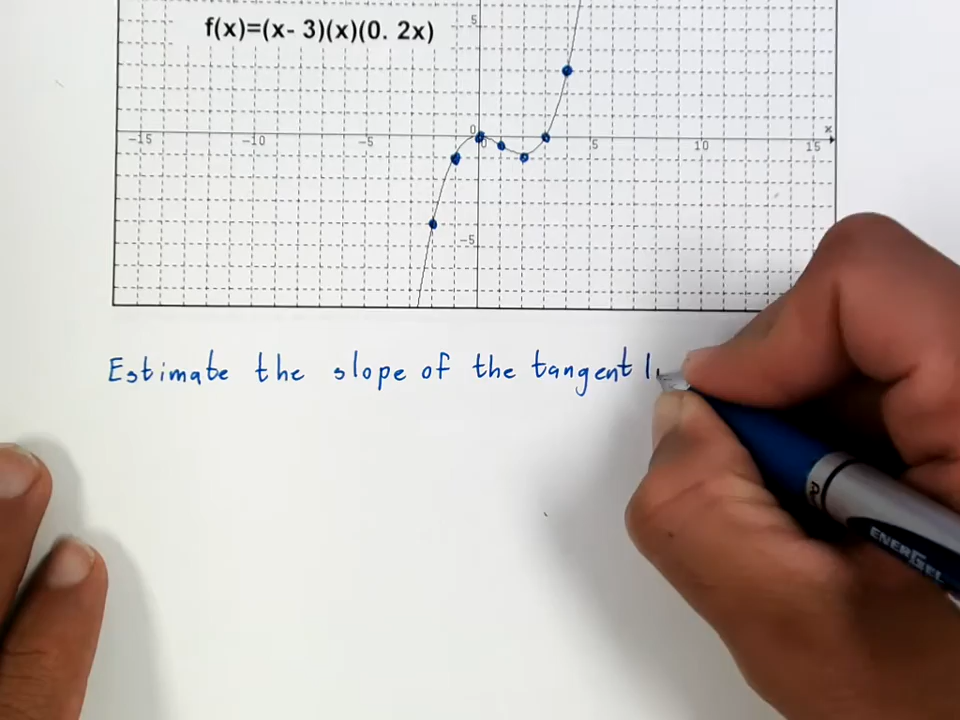 f(x)=(x- 3)(x)(0. 2x)
5
x
0
-15 -10 -5 0 5 10 15
-5
Estimate the slope of the tangent l
ENERGEL